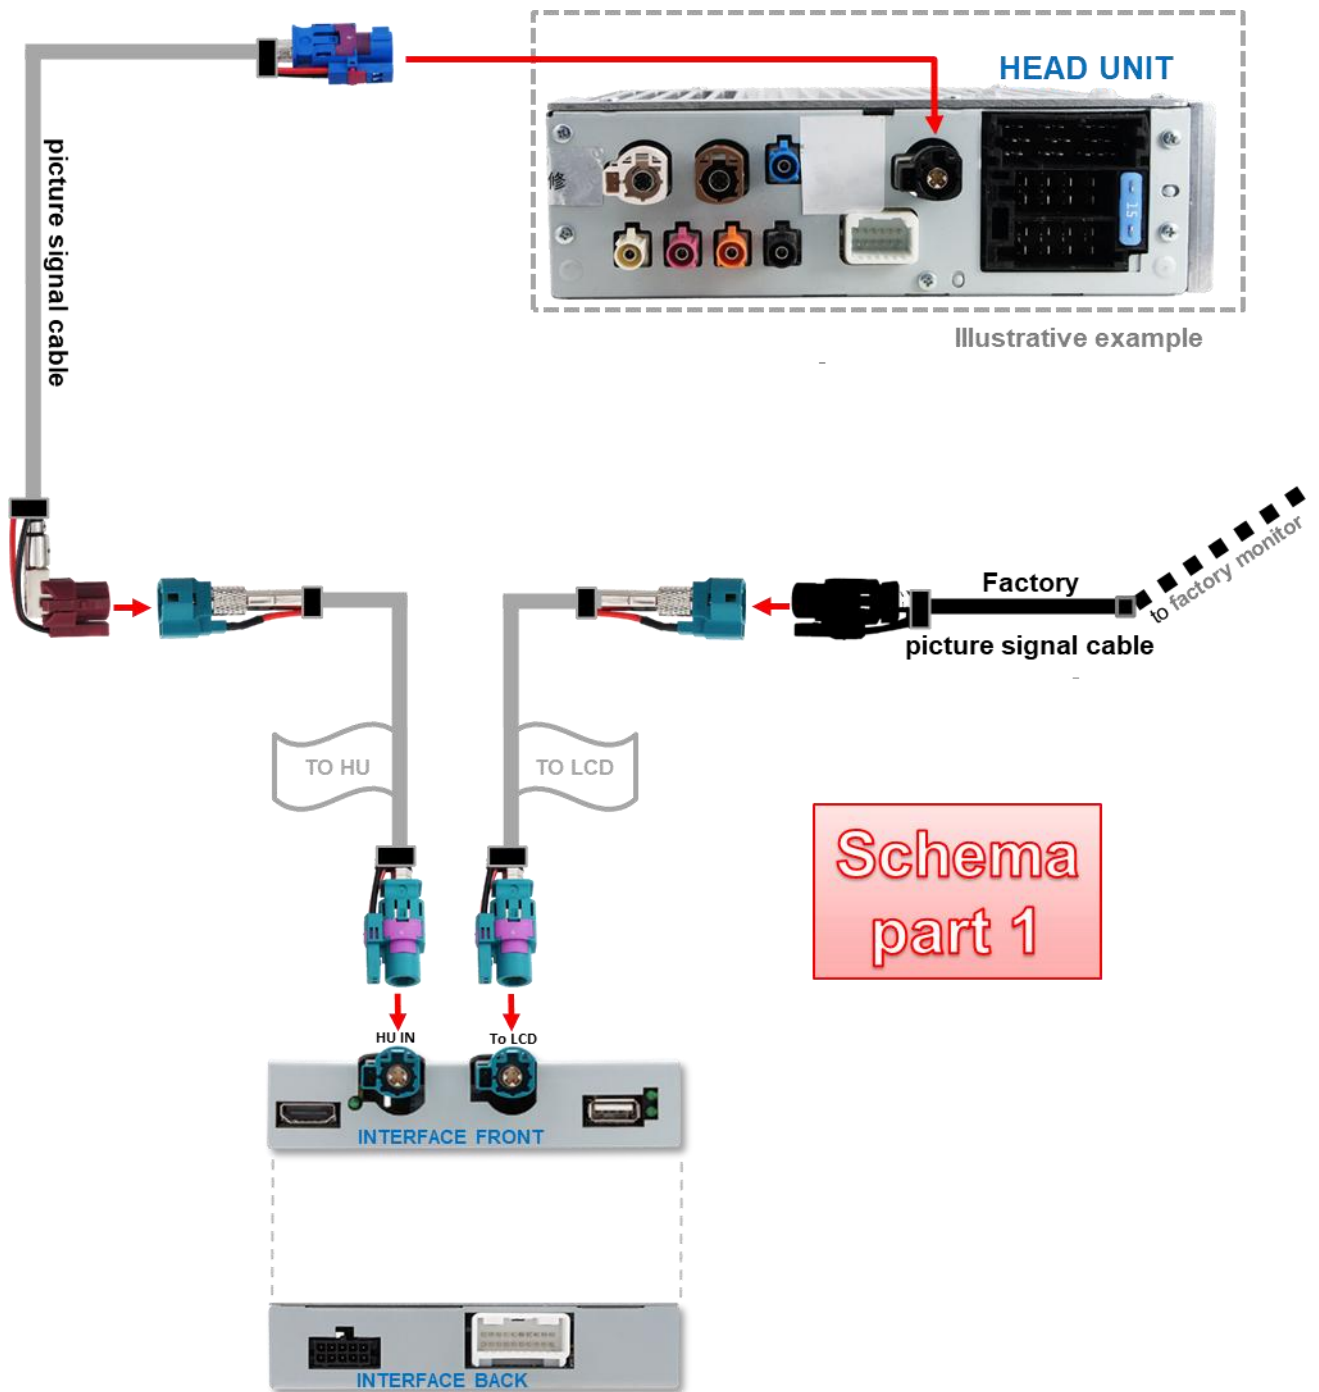 HEAD UNIT
修
15
Illustrative example
picture signal cable
to factory monitor
Factory
picture signal cable
TO HU
TO LCD
Schema
part 1
HU IN
To LCD
INTERFACE FRONT
INTERFACE BACK